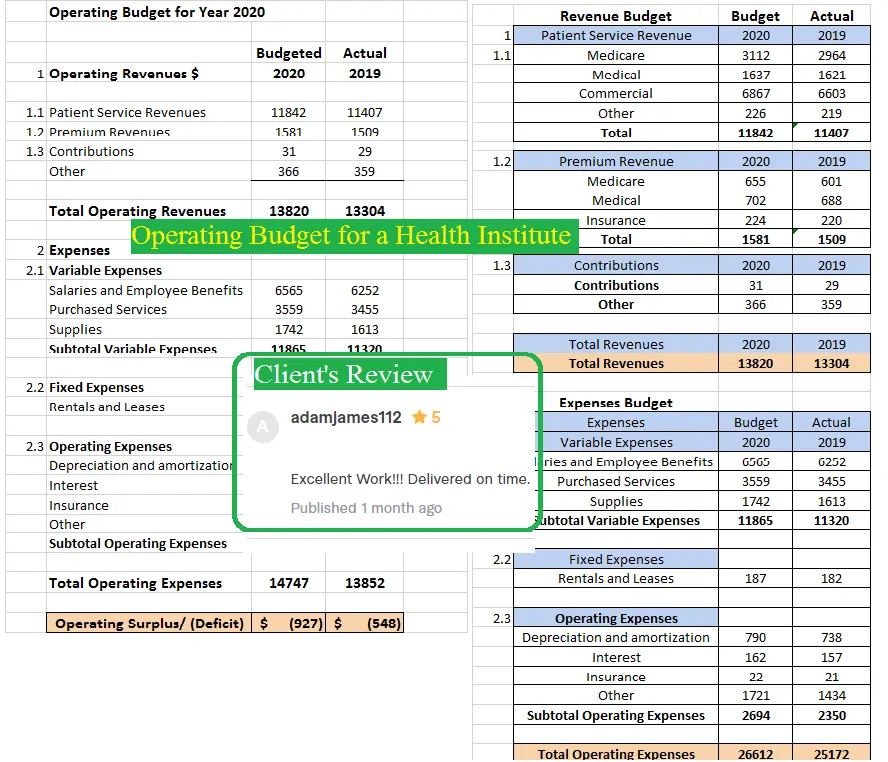 Operating Budget for Year 2020
Budgeted Actual
1 Operating Revenues $ 2020 2019
1.1 Patient Service Revenues 11842 11407
1.2 Premium Revenues 1581 1509
1.3 Contributions 31 29
Other 366 359
Total Operating Revenues 13820 13304
Operating Budget for a Health Institute
2 Expenses
2.1 Variable Expenses
Salaries and Employee Benefits 6565 6252
Purchased Services 3559 3455
Supplies 1742 1613
Subtotal Variable Expenses 11865 11320
2.2 Fixed Expenses
Rentals and Leases
2.3 Operating Expenses
Depreciation and amortization
Interest
Insurance
Other
Subtotal Operating Expenses
Total Operating Expenses 14747 13852
Operating Surplus/ (Deficit) $ (927) $ (548)
Client's Review
A
adamjames112 5
Excellent Work!!! Delivered on time.
Published 1 month ago
Revenue Budget Budget Actual
1 Patient Service Revenue 2020 2019
1.1 Medicare 3112 2964
Medical 1637 1621
Commercial 6867 6603
Other 226 219
Total 11842 11407
1.2 Premium Revenue 2020 2019
Medicare 655 601
Medical 702 688
Insurance 224 220
Total 1581 1509
1.3 Contributions 2020 2019
Contributions 31 29
Other 366 359
Total Revenues 2020 2019
Total Revenues 13820 13304
Expenses Budget
Expenses Budget Actual
Variable Expenses 2020 2019
ries and Employee Benefits 6565 6252
Purchased Services 3559 3455
Supplies 1742 1613
Subtotal Variable Expenses 11865 11320
2.2 Fixed Expenses
Rentals and Leases 187 182
2.3 Operating Expenses
Depreciation and amortization 790 738
Interest 162 157
Insurance 22 21
Other 1721 1434
Subtotal Operating Expenses 2694 2350
Total Operating Expenses 26612 25172